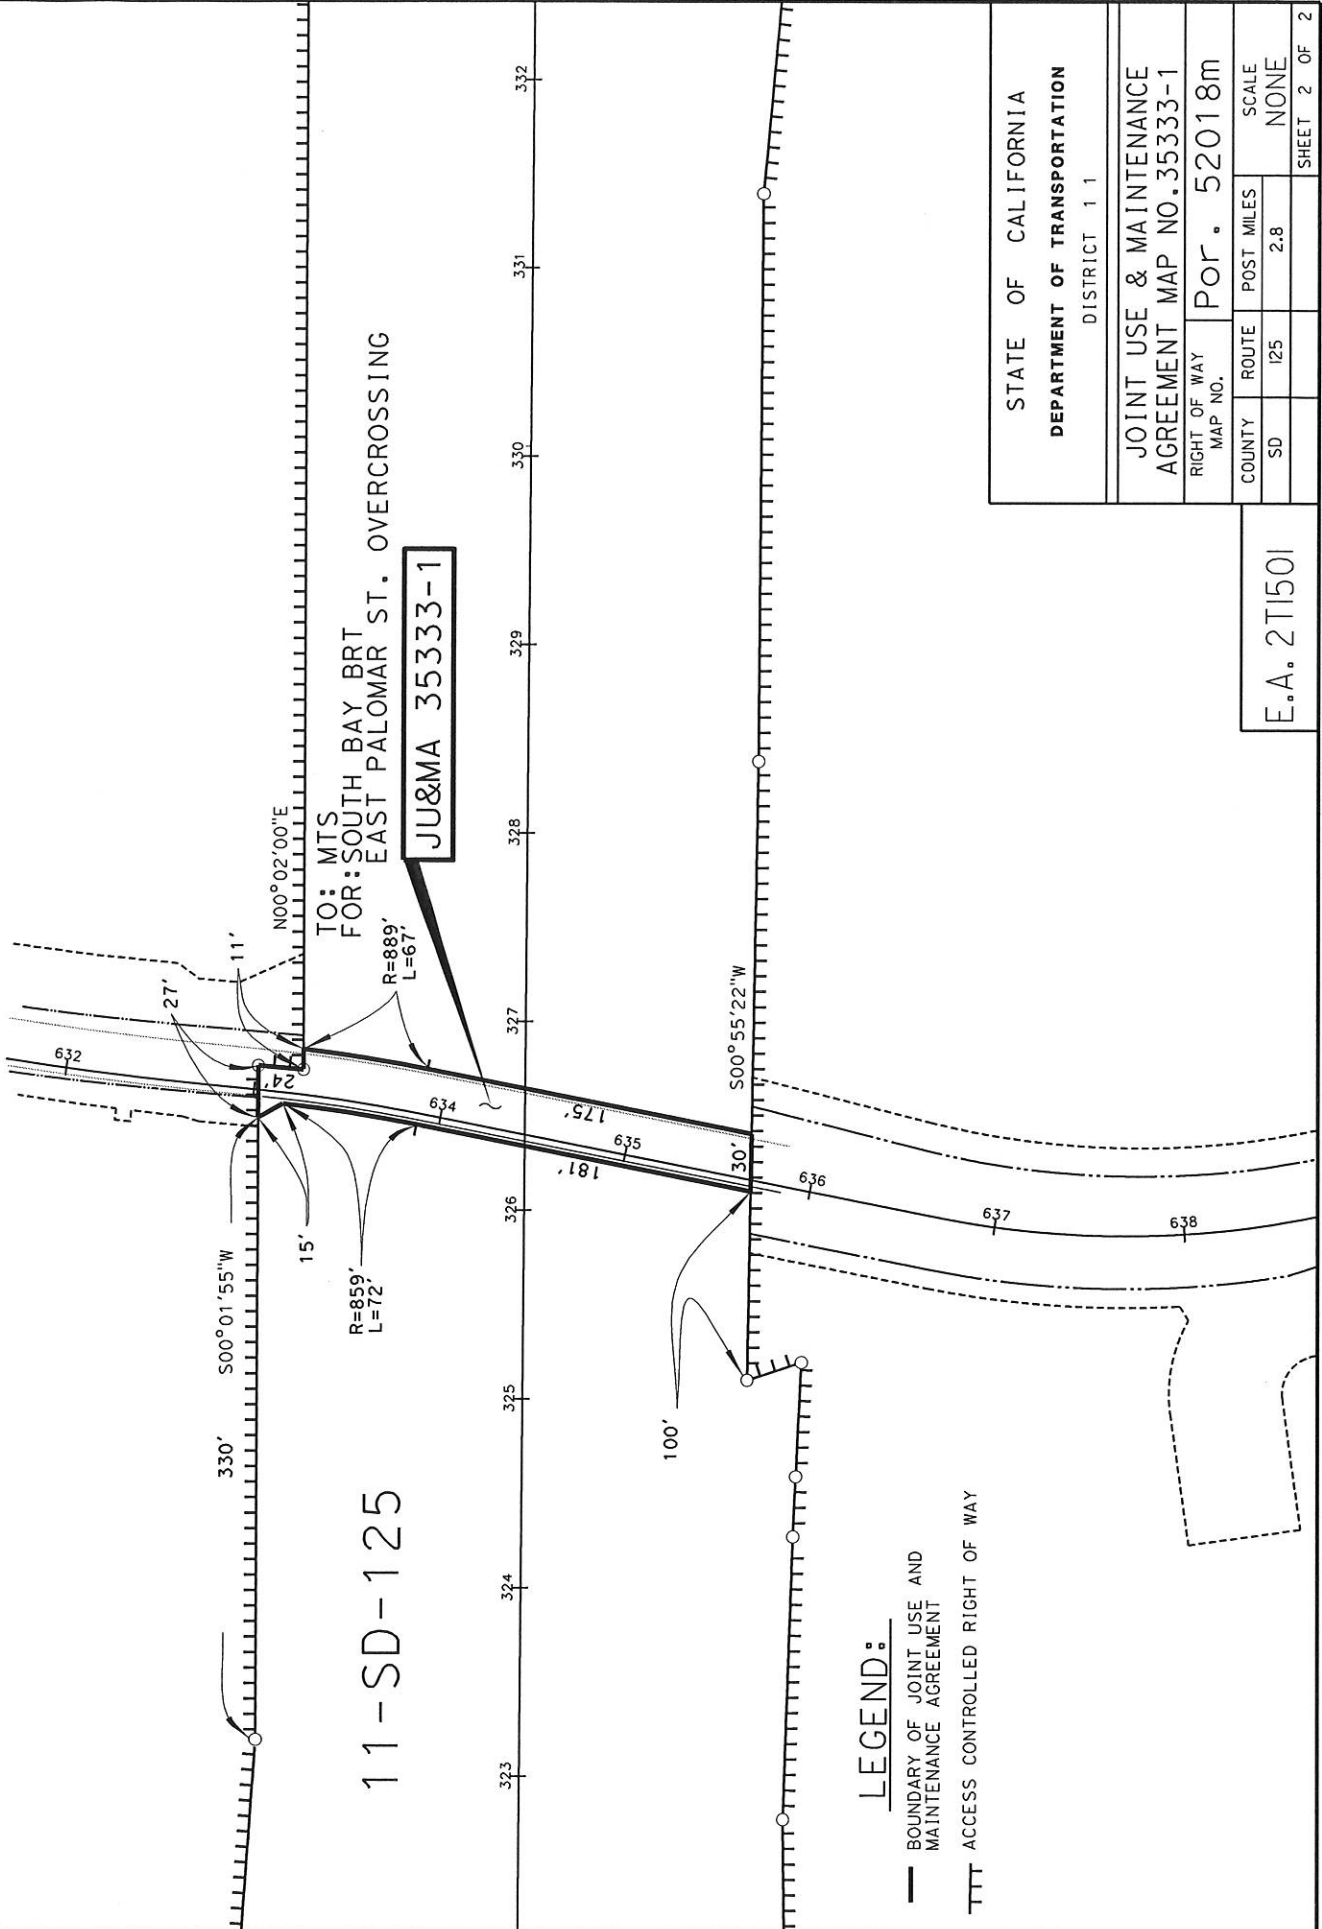 11-SD-125
330'
S00°01'55"W
27'
11'
N00°02'00"E
15'
24'
R=859'
L=72'
R=889'
L=67'
TO: MTS
FOR: SOUTH BAY BRT
EAST PALOMAR ST. OVERCROSSING
JU&MA 35333-1
632
634
635
636
637
638
181'
175'
30'
100'
S00°55'22"W
323
324
325
326
327
328
329
330
331
332
LEGEND:
BOUNDARY OF JOINT USE AND
MAINTENANCE AGREEMENT
ACCESS CONTROLLED RIGHT OF WAY
E.A. 2T1501
STATE OF CALIFORNIA
DEPARTMENT OF TRANSPORTATION
DISTRICT 11
JOINT USE & MAINTENANCE
AGREEMENT MAP NO.35333-1
RIGHT OF WAY
MAP NO.
Por. 52018m
COUNTY ROUTE POST MILES SCALE
SD 125 2.8 NONE
SHEET 2 OF 2